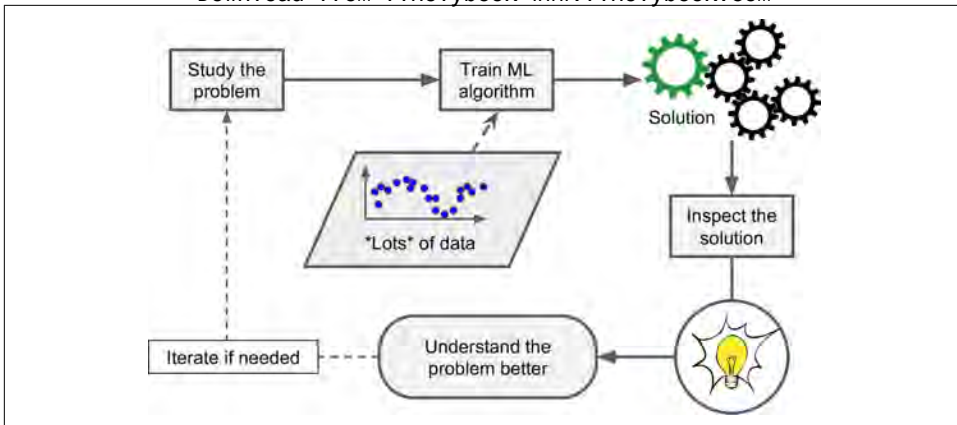 Study the
problem
Train ML
algorithm
Solution
*Lots* of data
Inspect the
solution
Understand the
problem better
Iterate if needed